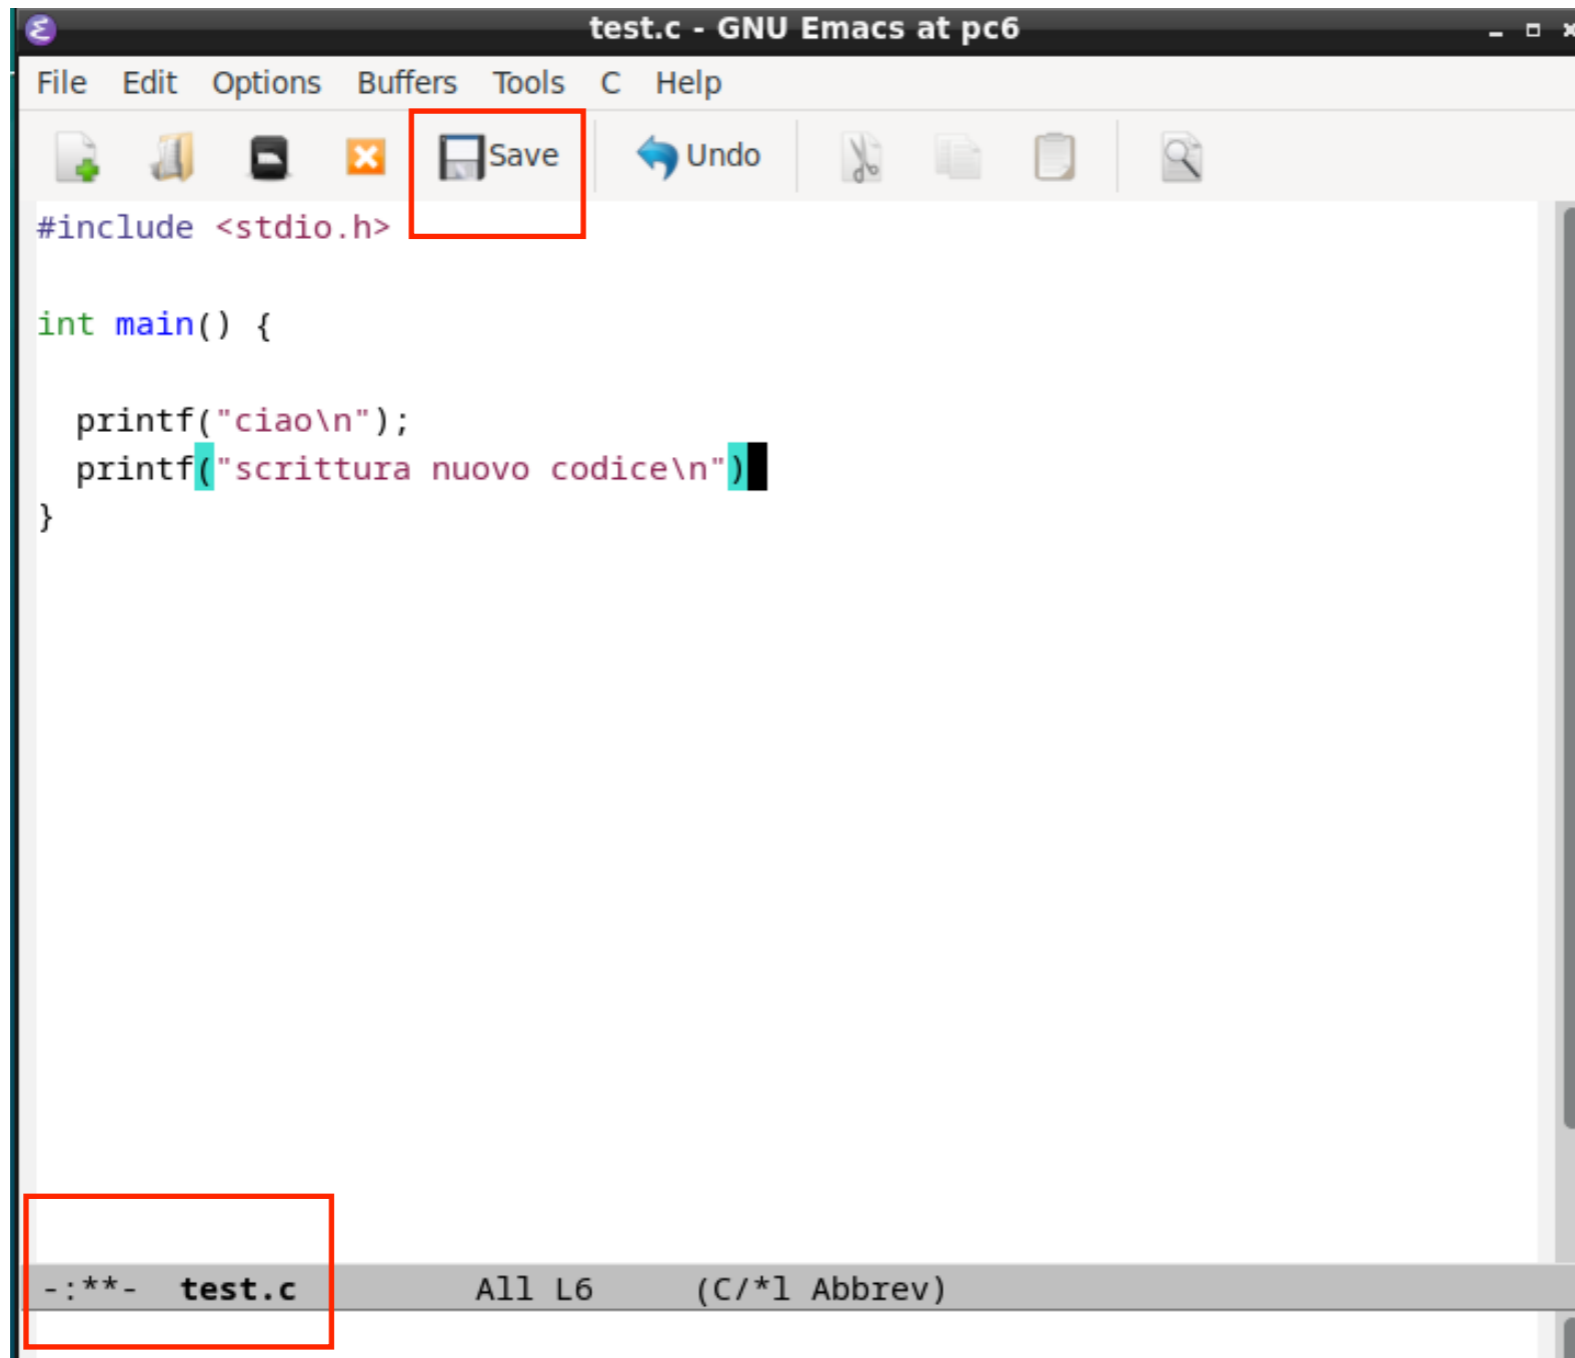 test.c - GNU Emacs at pc6
File Edit Options Buffers Tools C Help
Save Undo
#include <stdio.h>
int main() {
printf("ciao\n");
printf("scrittura nuovo codice\n")
}
-:**- test.c All L6 (C/*l Abbrev)